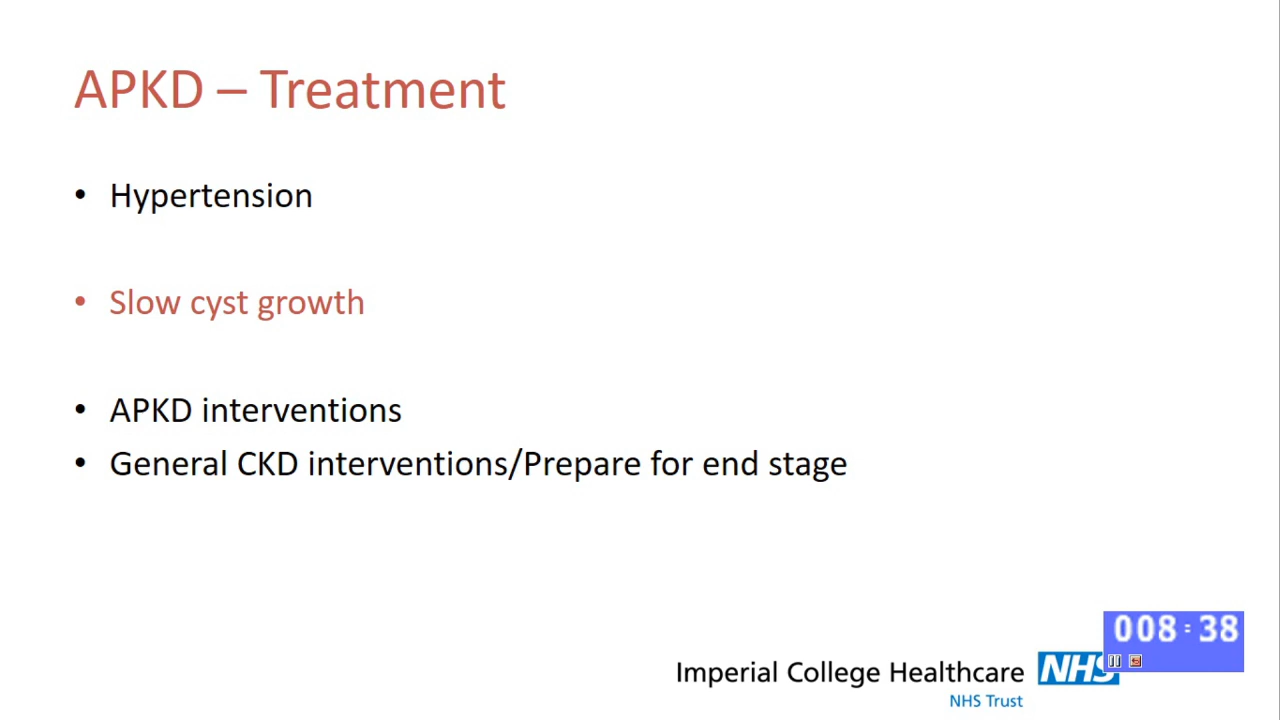 APKD – Treatment
• Hypertension
• Slow cyst growth
• APKD interventions
• General CKD interventions/Prepare for end stage
008:38
Imperial College Healthcare NHS
NHS Trust